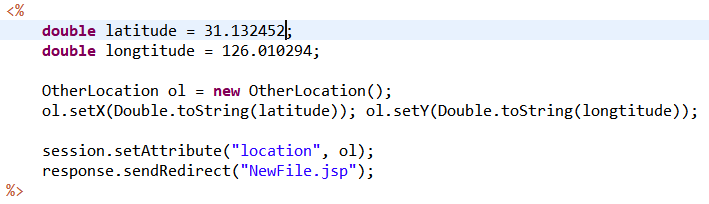 <%
double latitude = 31.132452;
double longtitude = 126.010294;
OtherLocation ol = new OtherLocation();
ol.setX(Double.toString(latitude)); ol.setY(Double.toString(longtitude));
session.setAttribute("location", ol);
response.sendRedirect("NewFile.jsp");
%>